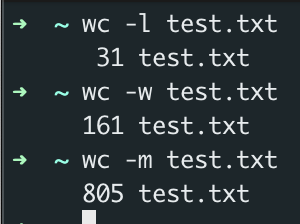 ➜ ~ wc -l test.txt
31 test.txt
➜ ~ wc -w test.txt
161 test.txt
➜ ~ wc -m test.txt
805 test.txt